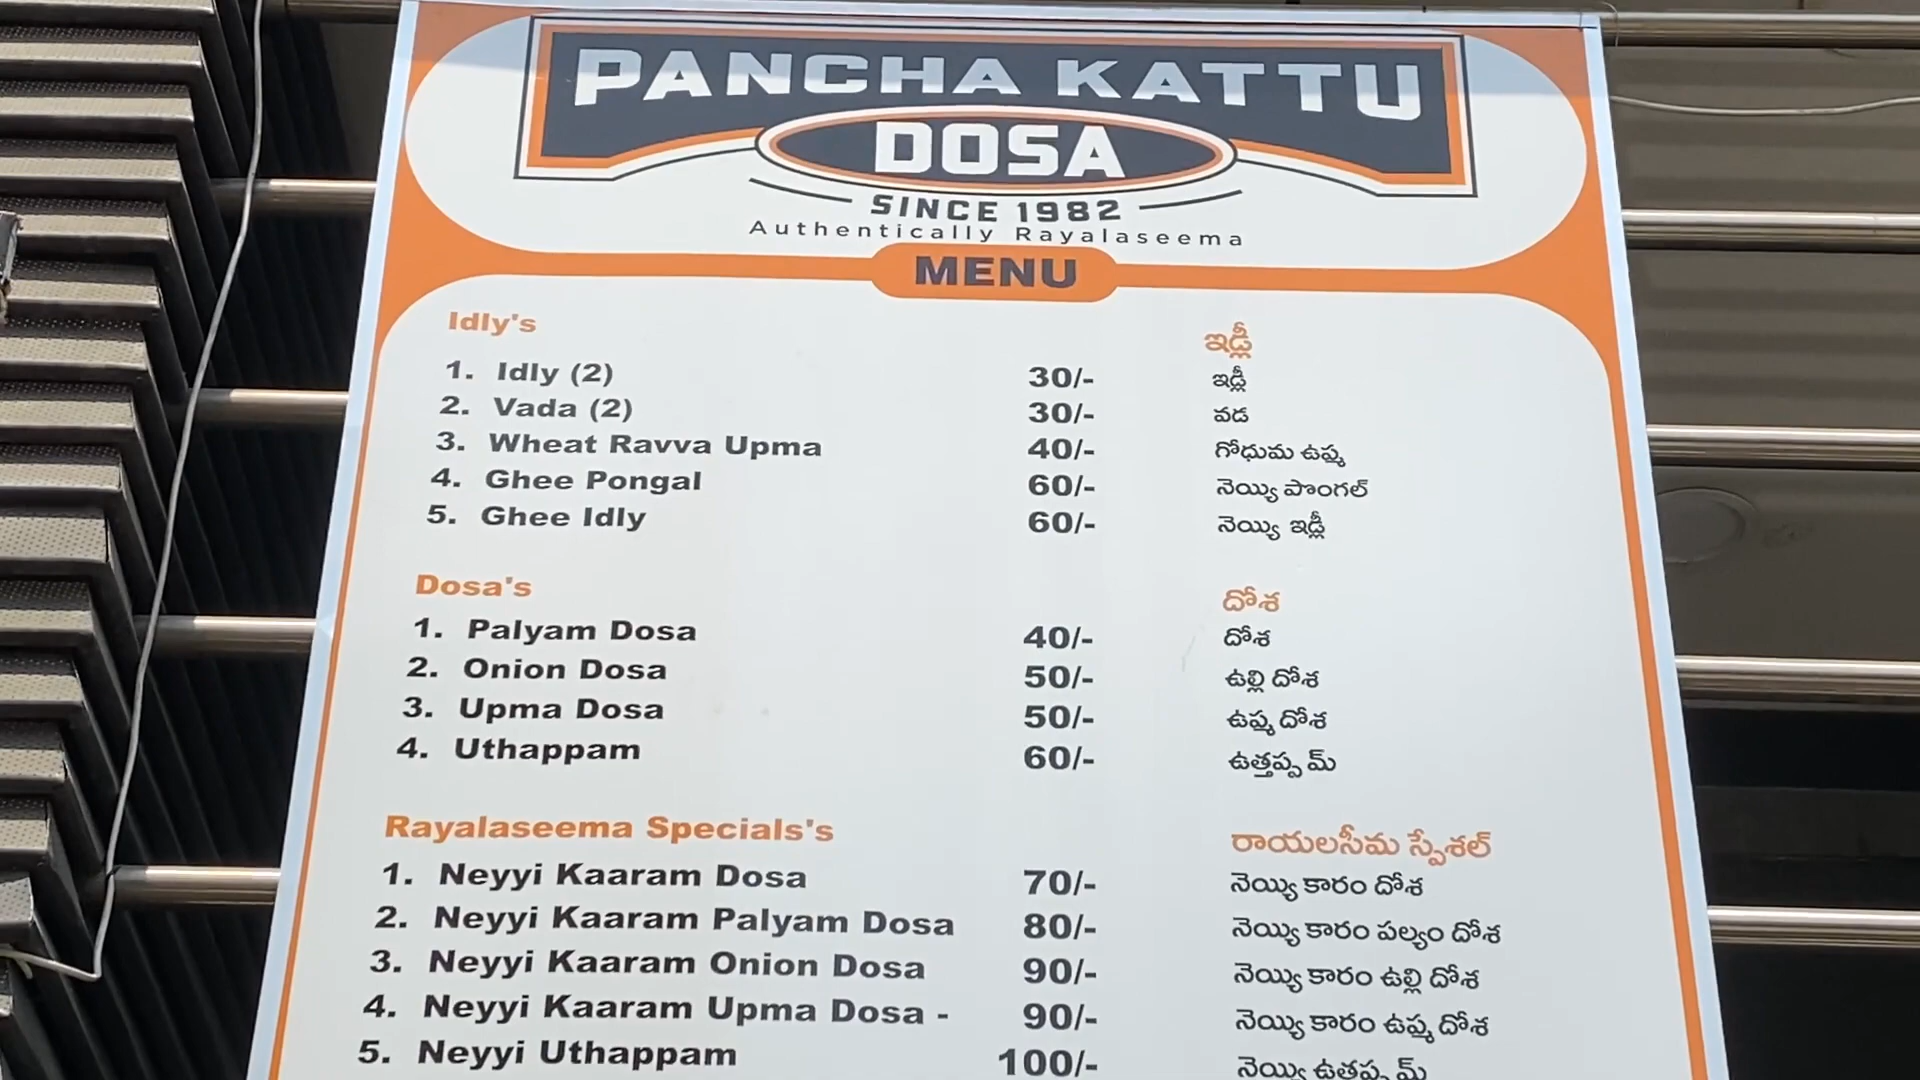 PANCHA KATTU
DOSA
SINCE 1982
Authentically Rayalaseema
MENU
Idly's ఇడ్లీ
1. Idly (2) 30/- ఇడ్లీ
2. Vada (2) 30/- వడ
3. Wheat Ravva Upma 40/- గోధుమ ఉప్మ
4. Ghee Pongal 60/- నెయ్యి పొంగల్
5. Ghee Idly 60/- నెయ్యి ఇడ్లీ
Dosa's దోశ
1. Palyam Dosa 40/- దోశ
2. Onion Dosa 50/- ఉల్లి దోశ
3. Upma Dosa 50/- ఉప్మ దోశ
4. Uthappam 60/- ఉత్తప్ప మ్
Rayalaseema Specials's రాయలసీమ స్పేశల్
1. Neyyi Kaaram Dosa 70/- నెయ్యి కారం దోశ
2. Neyyi Kaaram Palyam Dosa 80/- నెయ్యి కారం పల్యం దోశ
3. Neyyi Kaaram Onion Dosa 90/- నెయ్యి కారం ఉల్లి దోశ
4. Neyyi Kaaram Upma Dosa - 90/- నెయ్యి కారం ఉప్మ దోశ
5. Neyyi Uthappam 100/- నెయ్యి ఉతప్ప మ్